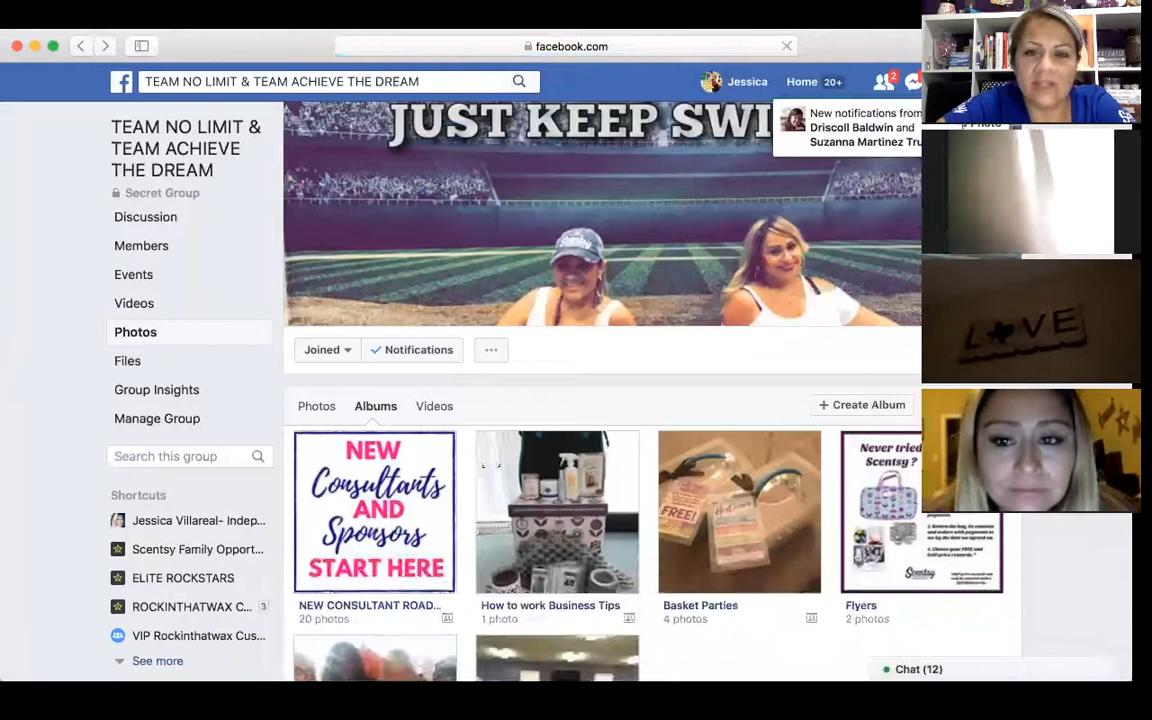 facebook.com
TEAM NO LIMIT & TEAM ACHIEVE THE DREAM
Jessica
Home 20+
2
New notifications from
Driscoll Baldwin and
Suzanna Martinez Tru
TEAM NO LIMIT &
TEAM ACHIEVE
THE DREAM
Secret Group
Discussion
Members
Events
Videos
Photos
Files
Group Insights
Manage Group
Search this group
Shortcuts
Jessica Villareal- Indep...
Scentsy Family Opport...
ELITE ROCKSTARS
ROCKINTHATWAX C... 3
VIP Rockinthatwax Cus...
See more
JUST KEEP SWI
Joined
Notifications
Photos
Albums
Videos
+ Create Album
NEW
Consultants
AND
Sponsors
START HERE
NEW CONSULTANT ROAD...
20 photos
How to work Business Tips
1 photo
FREE!
Basket Parties
4 photos
Never tried
Scentsy ?
Scentsy
Flyers
2 photos
Chat (12)
LOVE